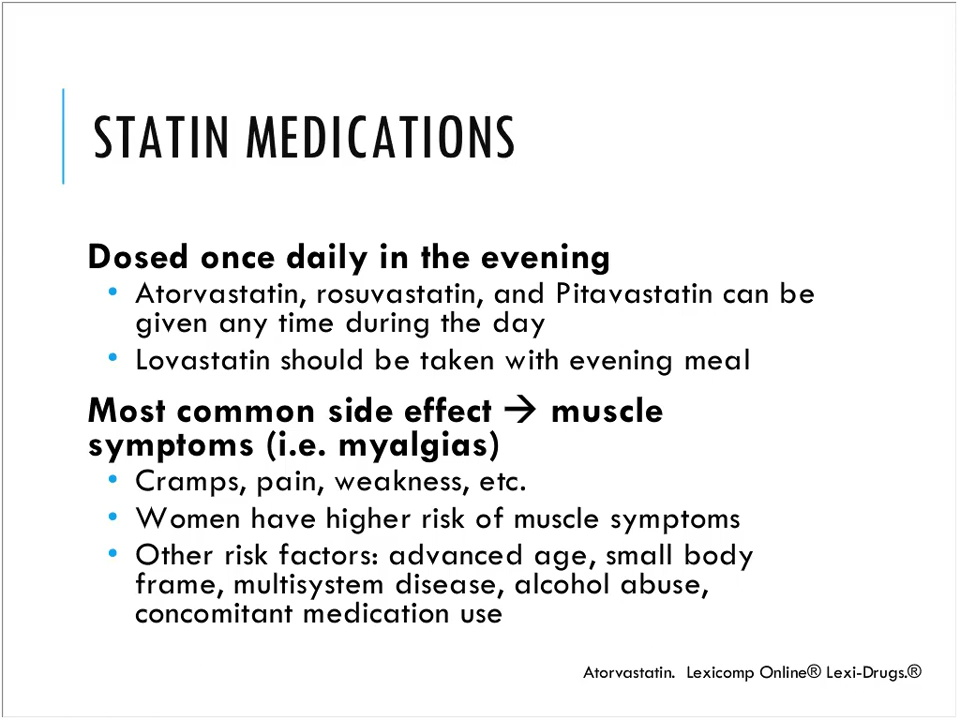 STATIN MEDICATIONS
Dosed once daily in the evening
• Atorvastatin, rosuvastatin, and Pitavastatin can be
given any time during the day
• Lovastatin should be taken with evening meal
Most common side effect → muscle
symptoms (i.e. myalgias)
• Cramps, pain, weakness, etc.
• Women have higher risk of muscle symptoms
• Other risk factors: advanced age, small body
frame, multisystem disease, alcohol abuse,
concomitant medication use
Atorvastatin. Lexicomp Online® Lexi-Drugs.®